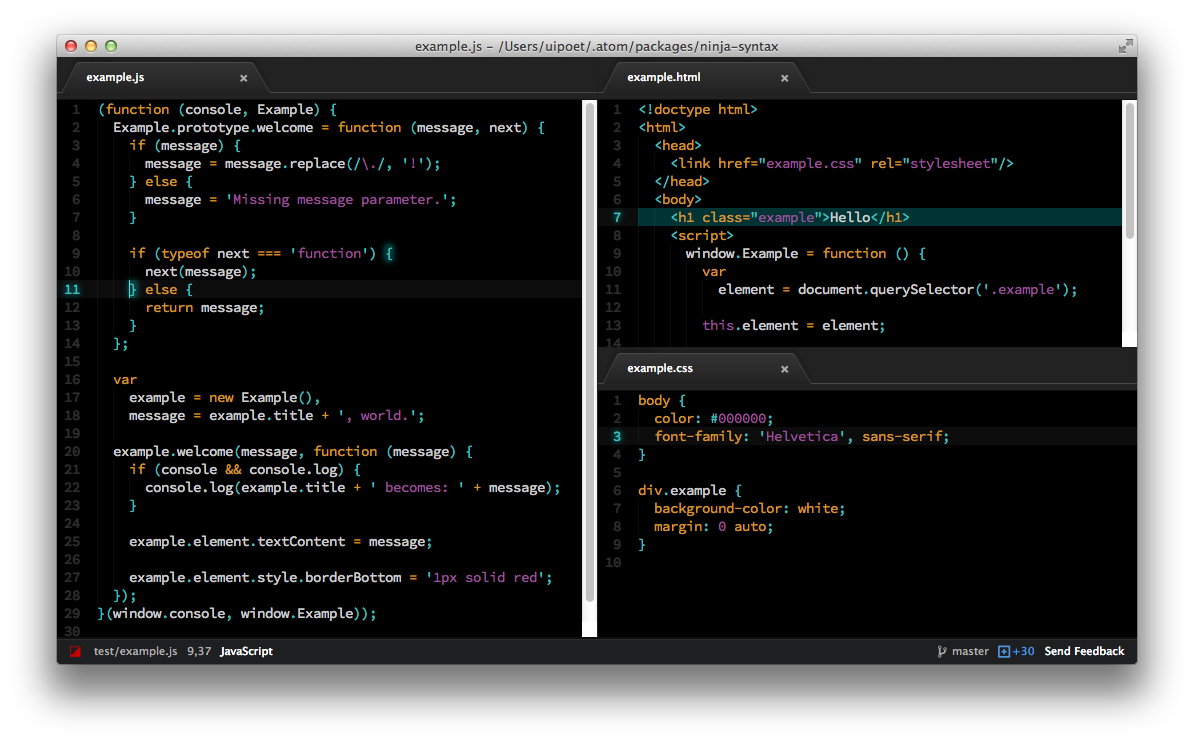 example.js - /Users/uipoet/.atom/packages/ninja-syntax
example.js ×
1 (function (console, Example) {
2 Example.prototype.welcome = function (message, next) {
3 if (message) {
4 message = message.replace(/\./, '!');
5 } else {
6 message = 'Missing message parameter.';
7 }
8
9 if (typeof next === 'function') {
10 next(message);
11 } else {
12 return message;
13 }
14 };
15
16 var
17 example = new Example(),
18 message = example.title + ', world.';
19
20 example.welcome(message, function (message) {
21 if (console && console.log) {
22 console.log(example.title + ' becomes: ' + message);
23 }
24
25 example.element.textContent = message;
26
27 example.element.style.borderBottom = '1px solid red';
28 });
29 }(window.console, window.Example));
30
example.html ×
1 <!doctype html>
2 <html>
3 <head>
4 <link href="example.css" rel="stylesheet"/>
5 </head>
6 <body>
7 <h1 class="example">Hello</h1>
8 <script>
9 window.Example = function () {
10 var
11 element = document.querySelector('.example');
12
13 this.element = element;
14
example.css ×
1 body {
2 color: #000000;
3 font-family: 'Helvetica', sans-serif;
4 }
5
6 div.example {
7 background-color: white;
8 margin: 0 auto;
9 }
10
test/example.js 9,37 JavaScript
master +30 Send Feedback